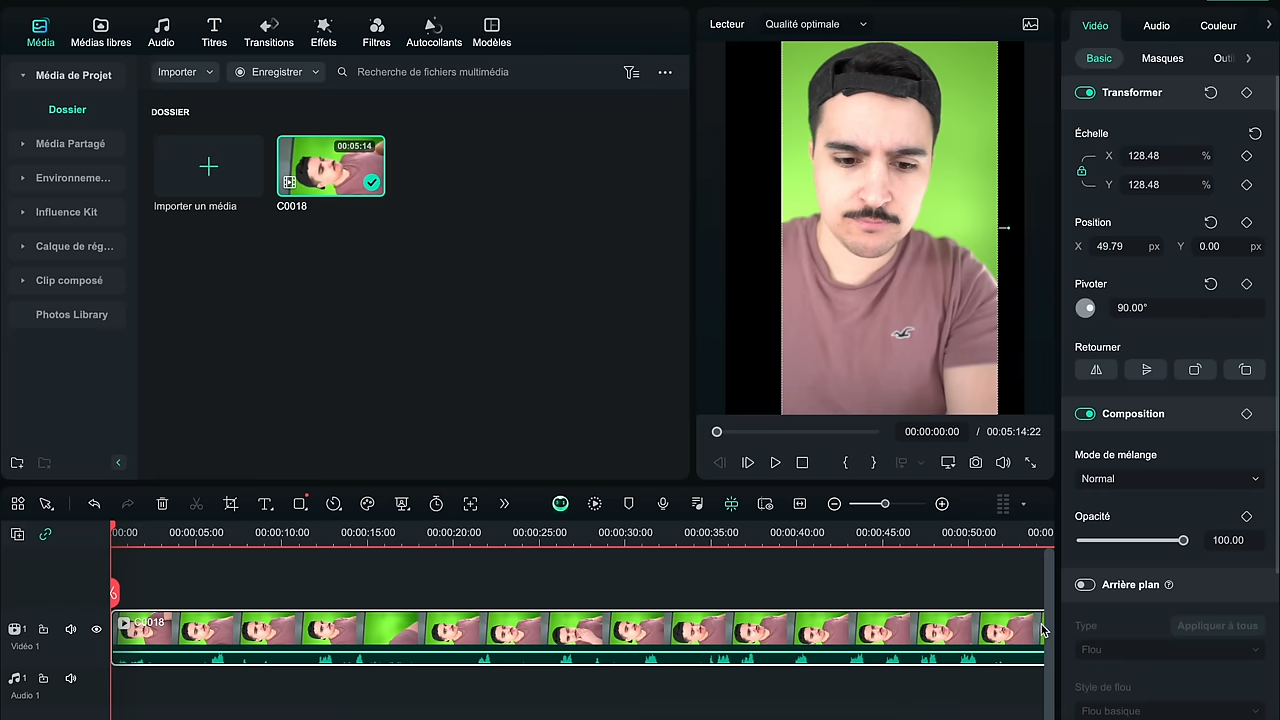 Média
Médias libres
Audio
Titres
Transitions
Effets
Filtres
Autocollants
Modèles
Média de Projet
Dossier
Média Partagé
Environneme...
Influence Kit
Calque de rég...
Clip composé
Photos Library
Importer
Enregistrer
Recherche de fichiers multimédia
DOSSIER
Importer un média
00:05:14
C0018
Lecteur
Qualité optimale
00:00:00:00 / 00:05:14:22
Vidéo
Audio
Couleur
Basic
Masques
Transformer
Échelle
X 128.48 %
Y 128.48 %
Position
X 49.79 px Y 0.00 px
Pivoter
90.00°
Retourner
Composition
Mode de mélange
Normal
Opacité
100.00
Arrière plan
Type
Appliquer à tous
Flou
Style de flou
Flou basique
00:00 00:00:05:00 00:00:10:00 00:00:15:00 00:00:20:00 00:00:25:00 00:00:30:00 00:00:35:00 00:00:40:00 00:00:45:00 00:00:50:00 00:00
C0018
1
Vidéo 1
1
Audio 1